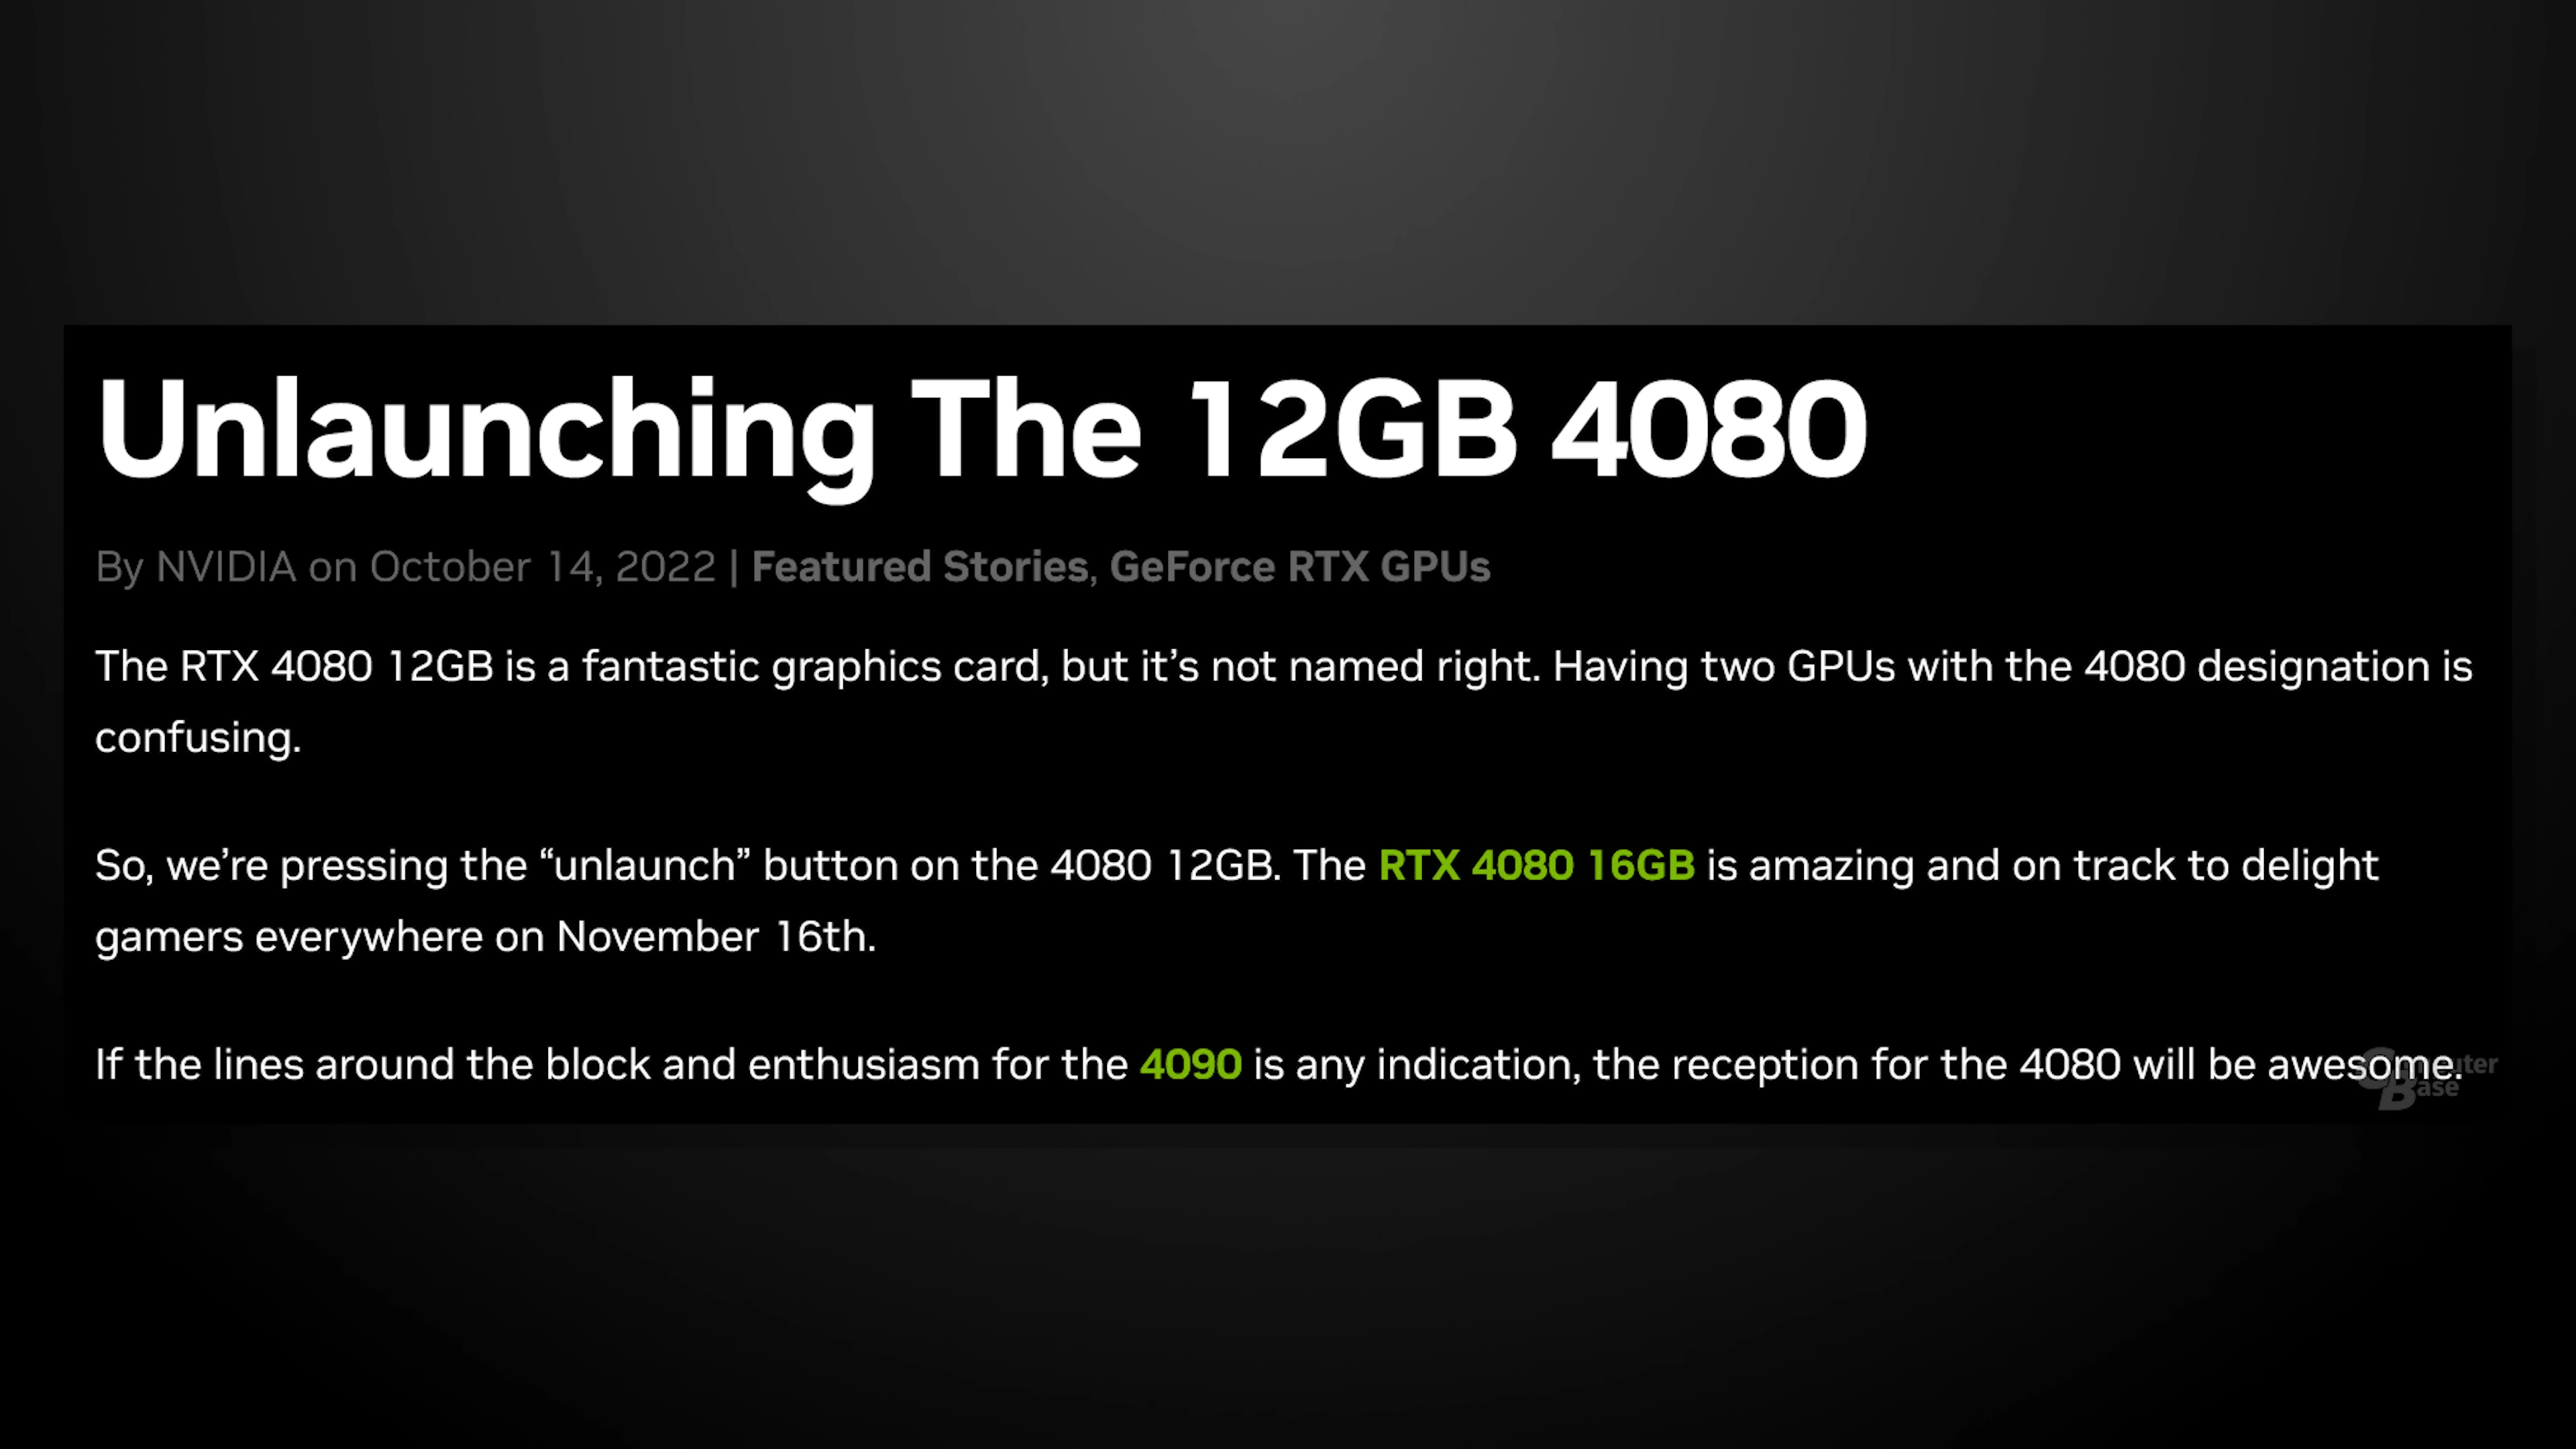 Unlaunching The 12GB 4080
By NVIDIA on October 14, 2022 | Featured Stories, GeForce RTX GPUs
The RTX 4080 12GB is a fantastic graphics card, but it’s not named right. Having two GPUs with the 4080 designation is
confusing.
So, we’re pressing the “unlaunch” button on the 4080 12GB. The RTX 4080 16GB is amazing and on track to delight
gamers everywhere on November 16th.
If the lines around the block and enthusiasm for the 4090 is any indication, the reception for the 4080 will be awesome.
Computer
Base